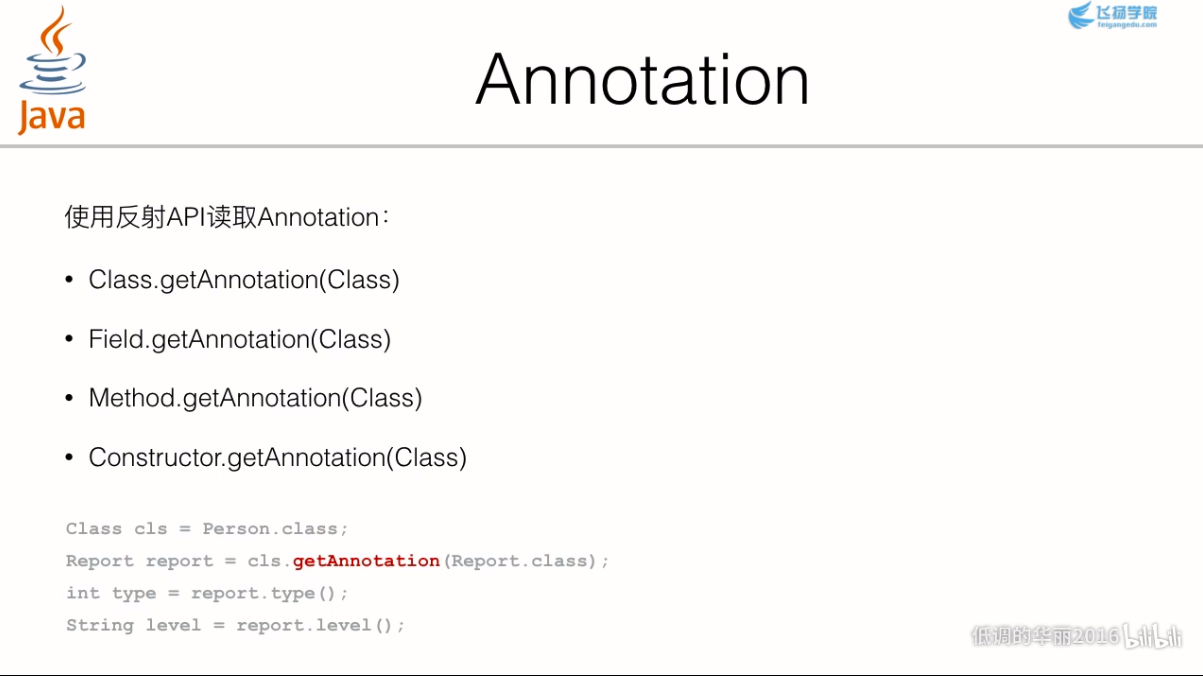 Java
飞扬学院
feiyangedu.com
Annotation
使用反射API读取Annotation：
• Class.getAnnotation(Class)
• Field.getAnnotation(Class)
• Method.getAnnotation(Class)
• Constructor.getAnnotation(Class)
Class cls = Person.class;
Report report = cls.getAnnotation(Report.class);
int type = report.type();
String level = report.level();
低调的华丽2016 bilibili